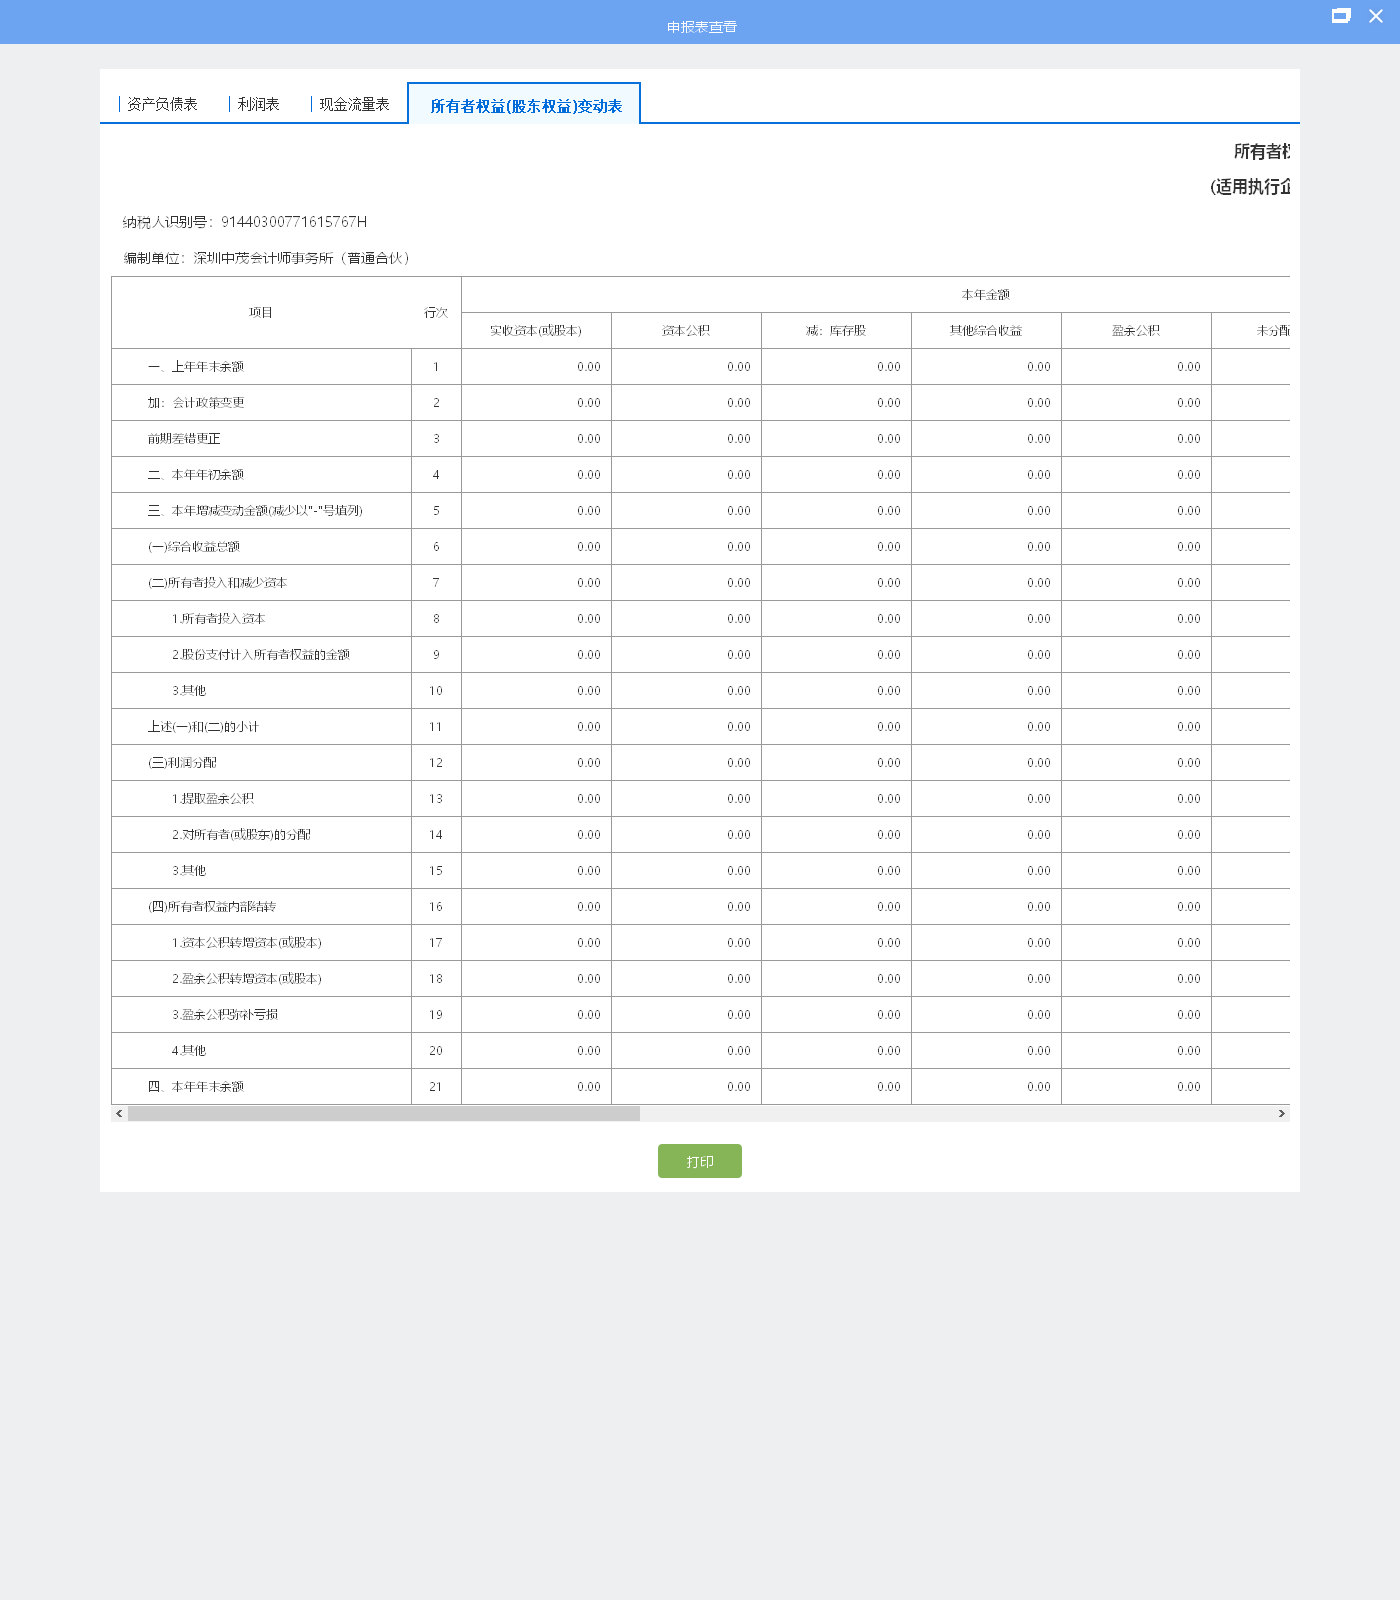 申报表查看
资产负债表 利润表 现金流量表 所有者权益(股东权益)变动表
所有者
(适用执行
纳税人识别号：91440300771615767H
编制单位：深圳中茂会计师事务所（普通合伙）
项目 行次 本年金额
实收资本(或股本) 资本公积 减：库存股 其他综合收益 盈余公积 未分配
一、上年年末余额 1 0.00 0.00 0.00 0.00 0.00
加：会计政策变更 2 0.00 0.00 0.00 0.00 0.00
前期差错更正 3 0.00 0.00 0.00 0.00 0.00
二、本年年初余额 4 0.00 0.00 0.00 0.00 0.00
三、本年增减变动金额(减少以"-"号填列) 5 0.00 0.00 0.00 0.00 0.00
(一)综合收益总额 6 0.00 0.00 0.00 0.00 0.00
(二)所有者投入和减少资本 7 0.00 0.00 0.00 0.00 0.00
1.所有者投入资本 8 0.00 0.00 0.00 0.00 0.00
2.股份支付计入所有者权益的金额 9 0.00 0.00 0.00 0.00 0.00
3.其他 10 0.00 0.00 0.00 0.00 0.00
上述(一)和(二)的小计 11 0.00 0.00 0.00 0.00 0.00
(三)利润分配 12 0.00 0.00 0.00 0.00 0.00
1.提取盈余公积 13 0.00 0.00 0.00 0.00 0.00
2.对所有者(或股东)的分配 14 0.00 0.00 0.00 0.00 0.00
3.其他 15 0.00 0.00 0.00 0.00 0.00
(四)所有者权益内部结转 16 0.00 0.00 0.00 0.00 0.00
1.资本公积转增资本(或股本) 17 0.00 0.00 0.00 0.00 0.00
2.盈余公积转增资本(或股本) 18 0.00 0.00 0.00 0.00 0.00
3.盈余公积弥补亏损 19 0.00 0.00 0.00 0.00 0.00
4.其他 20 0.00 0.00 0.00 0.00 0.00
四、本年年末余额 21 0.00 0.00 0.00 0.00 0.00
打印